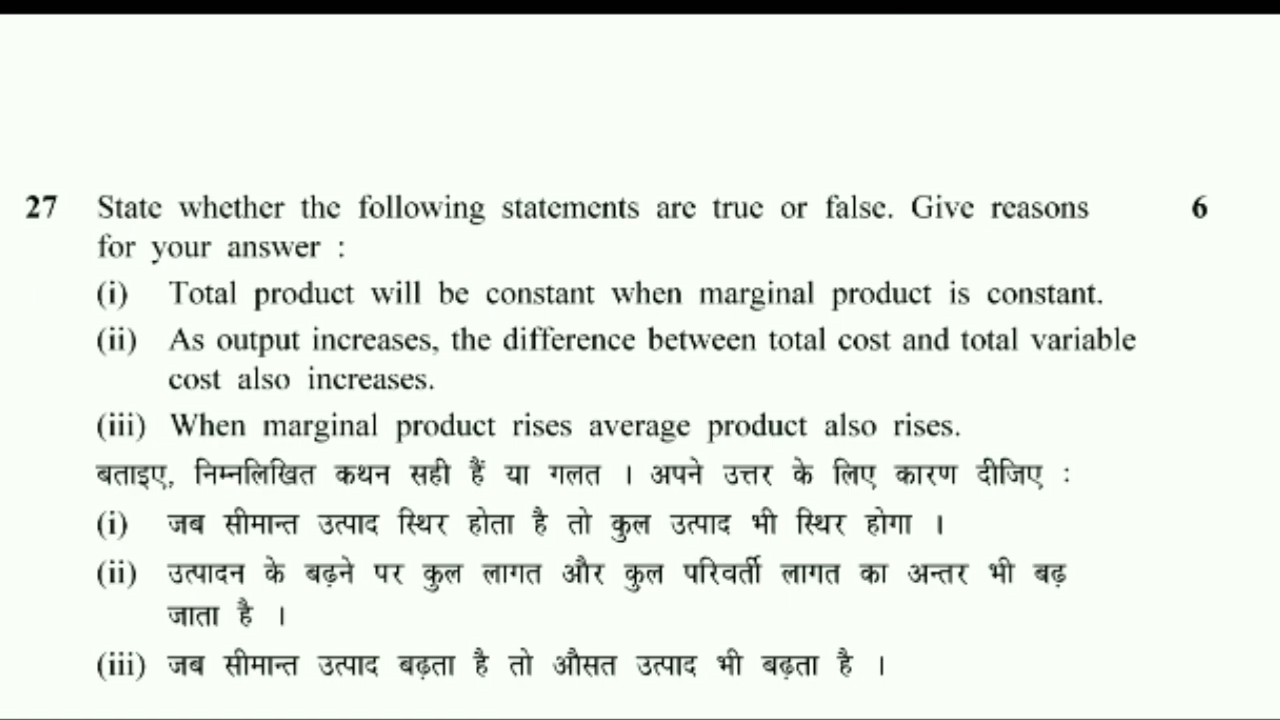 27 State whether the following statements are true or false. Give reasons 6
for your answer :
(i) Total product will be constant when marginal product is constant.
(ii) As output increases, the difference between total cost and total variable
cost also increases.
(iii) When marginal product rises average product also rises.
बताइए, निम्नलिखित कथन सही हैं या गलत । अपने उत्तर के लिए कारण दीजिए :
(i) जब सीमान्त उत्पाद स्थिर होता है तो कुल उत्पाद भी स्थिर होगा ।
(ii) उत्पादन के बढ़ने पर कुल लागत और कुल परिवर्ती लागत का अन्तर भी बढ़
जाता है ।
(iii) जब सीमान्त उत्पाद बढ़ता है तो औसत उत्पाद भी बढ़ता है ।